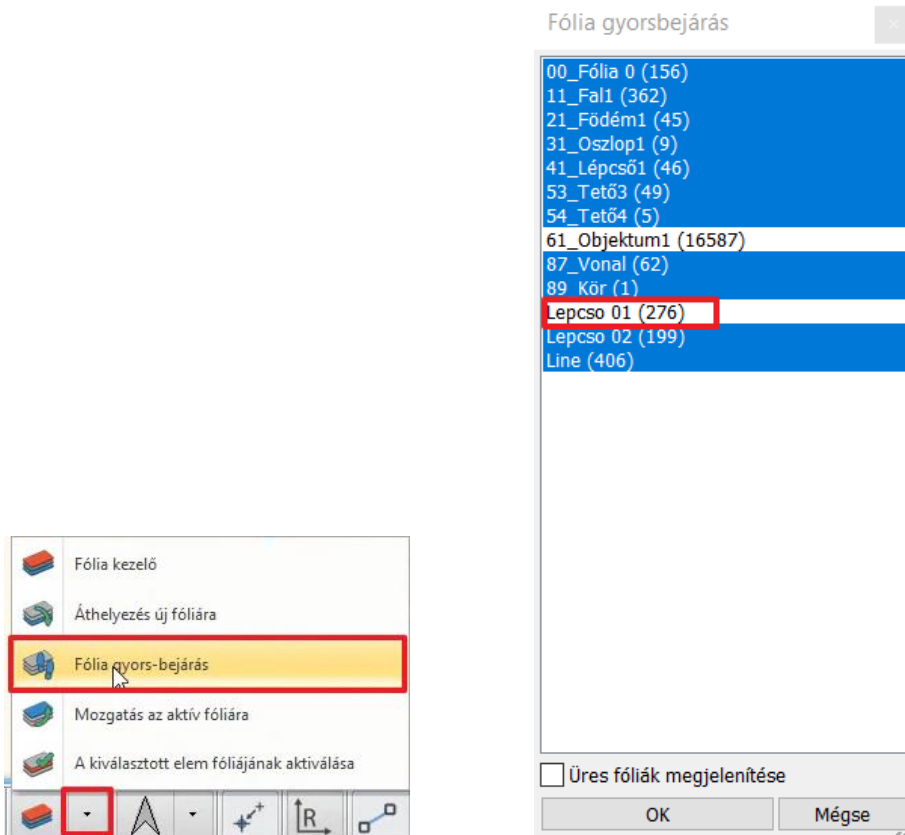 Fólia gyorsbejárás
00_Fólia 0 (156)
11_Fal1 (362)
21_Födém1 (45)
31_Oszlop1 (9)
41_Lépcső1 (46)
53_Tető3 (49)
54_Tető4 (5)
61_Objektum1 (16587)
87_Vonal (62)
89_Kör (1)
Lepcso 01 (276)
Lepcso 02 (199)
Line (406)
Üres fóliák megjelenítése
OK
Mégse
Fólia kezelő
Áthelyezés új fóliára
Fólia gyors-bejárás
Mozgatás az aktív fóliára
A kiválasztott elem fóliájának aktiválása
R